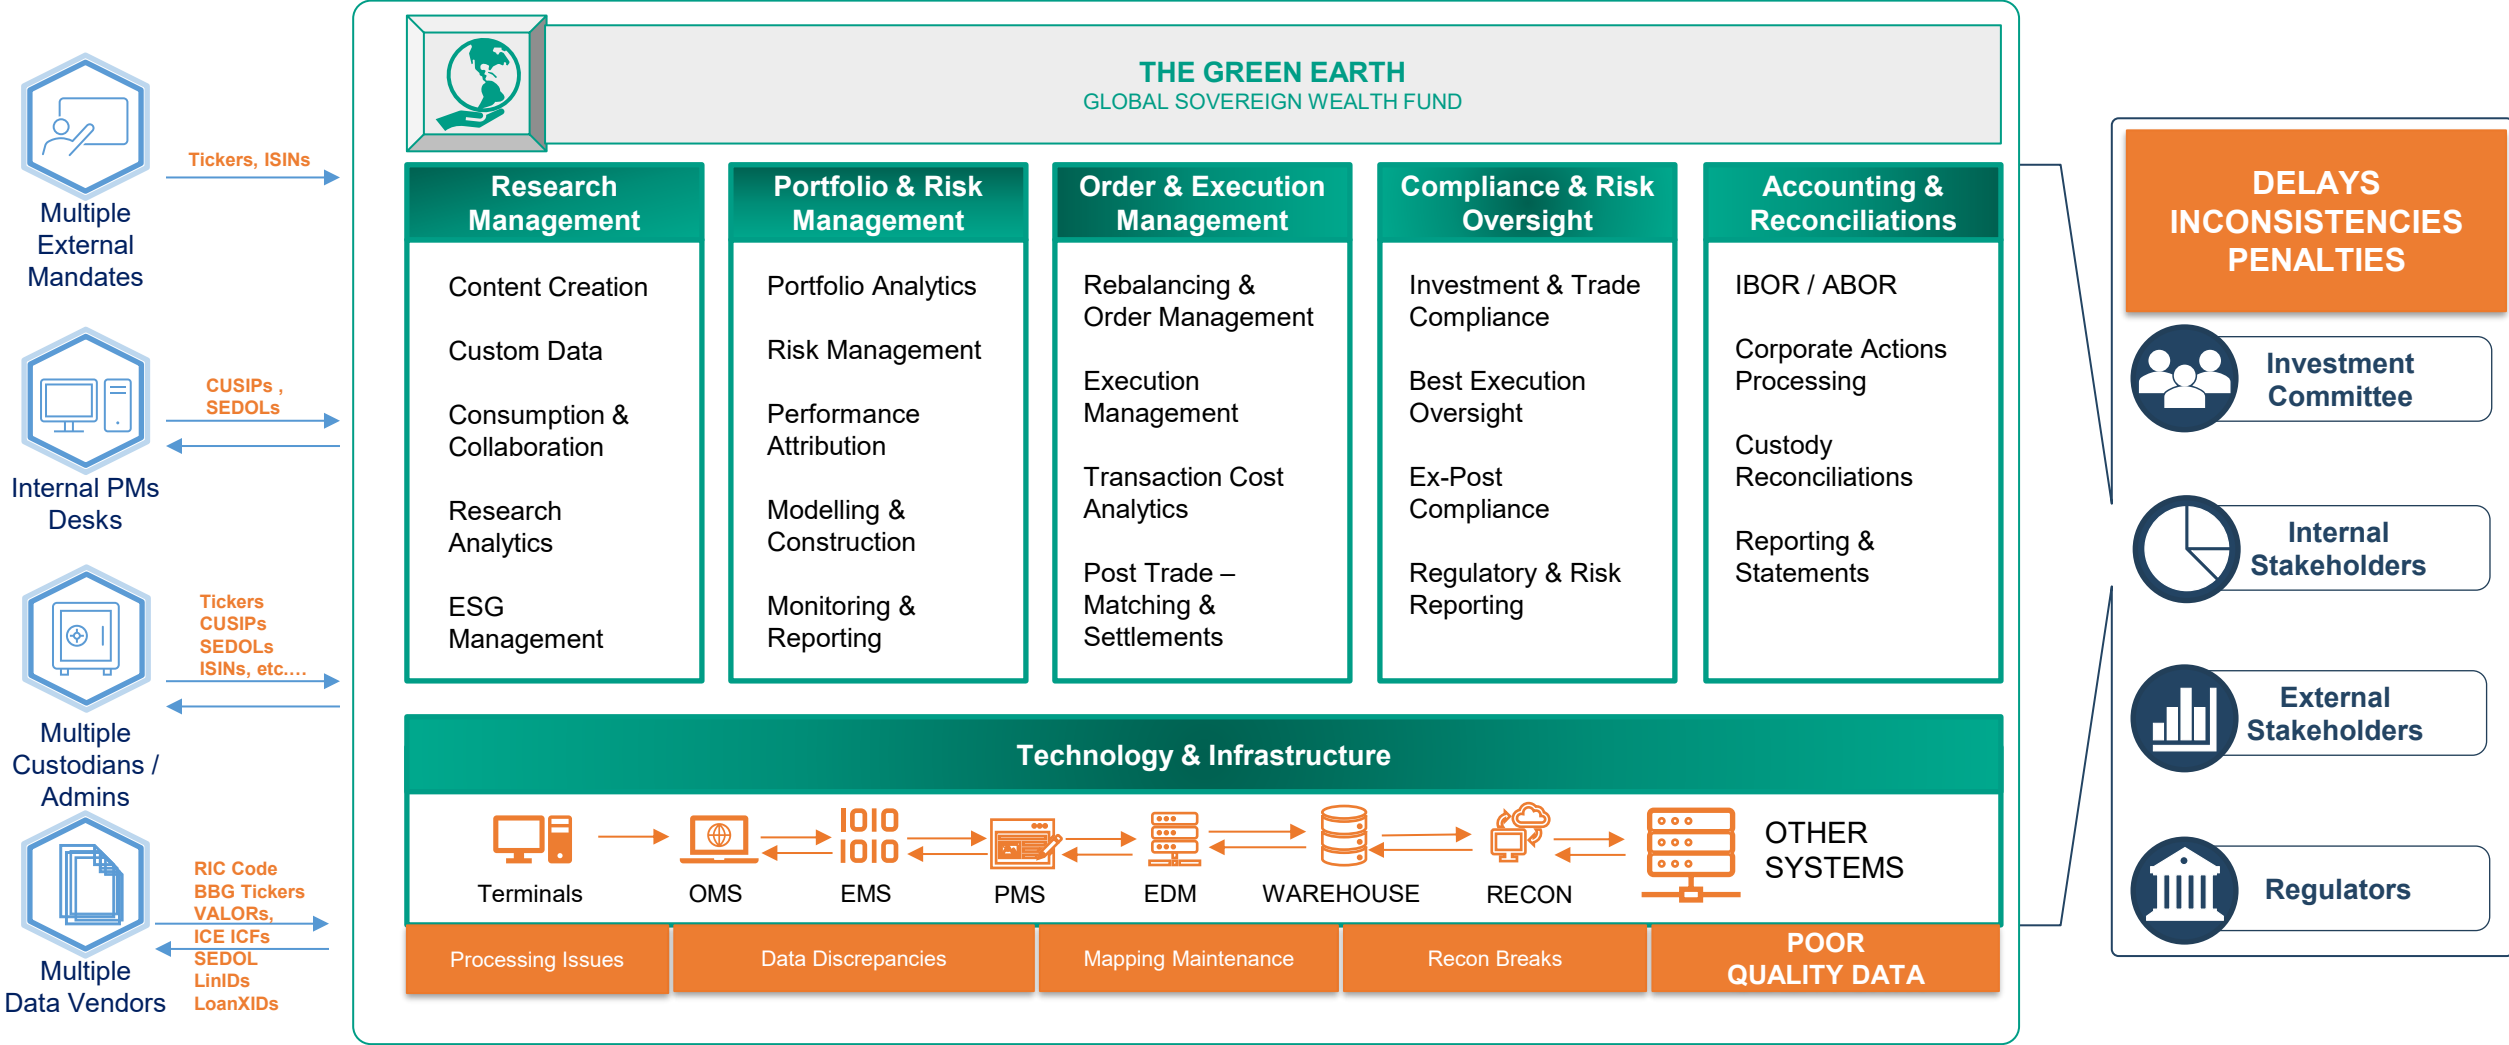 THE GREEN EARTH
GLOBAL SOVEREIGN WEALTH FUND
Tickers, ISINs
Multiple
External
Mandates
CUSIPs ,
SEDOLs
Internal PMs
Desks
Tickers
CUSIPs
SEDOLs
ISINs, etc....
Multiple
Custodians /
Admins
RIC Code
BBG Tickers
VALORs,
ICE ICFs
SEDOL
LinIDs
LoanXIDs
Multiple
Data Vendors
Research
Management
Content Creation
Custom Data
Consumption &
Collaboration
Research
Analytics
ESG
Management
Portfolio & Risk
Management
Portfolio Analytics
Risk Management
Performance
Attribution
Modelling &
Construction
Monitoring &
Reporting
Order & Execution
Management
Rebalancing &
Order Management
Execution
Management
Transaction Cost
Analytics
Post Trade –
Matching &
Settlements
Compliance & Risk
Oversight
Investment & Trade
Compliance
Best Execution
Oversight
Ex-Post
Compliance
Regulatory & Risk
Reporting
Accounting &
Reconciliations
IBOR / ABOR
Corporate Actions
Processing
Custody
Reconciliations
Reporting &
Statements
Technology & Infrastructure
IOIO
IOIO
Terminals
OMS
EMS
PMS
EDM
WAREHOUSE
RECON
OTHER
SYSTEMS
Processing Issues
Data Discrepancies
Mapping Maintenance
Recon Breaks
POOR
QUALITY DATA
DELAYS
INCONSISTENCIES
PENALTIES
Investment
Committee
Internal
Stakeholders
External
Stakeholders
Regulators